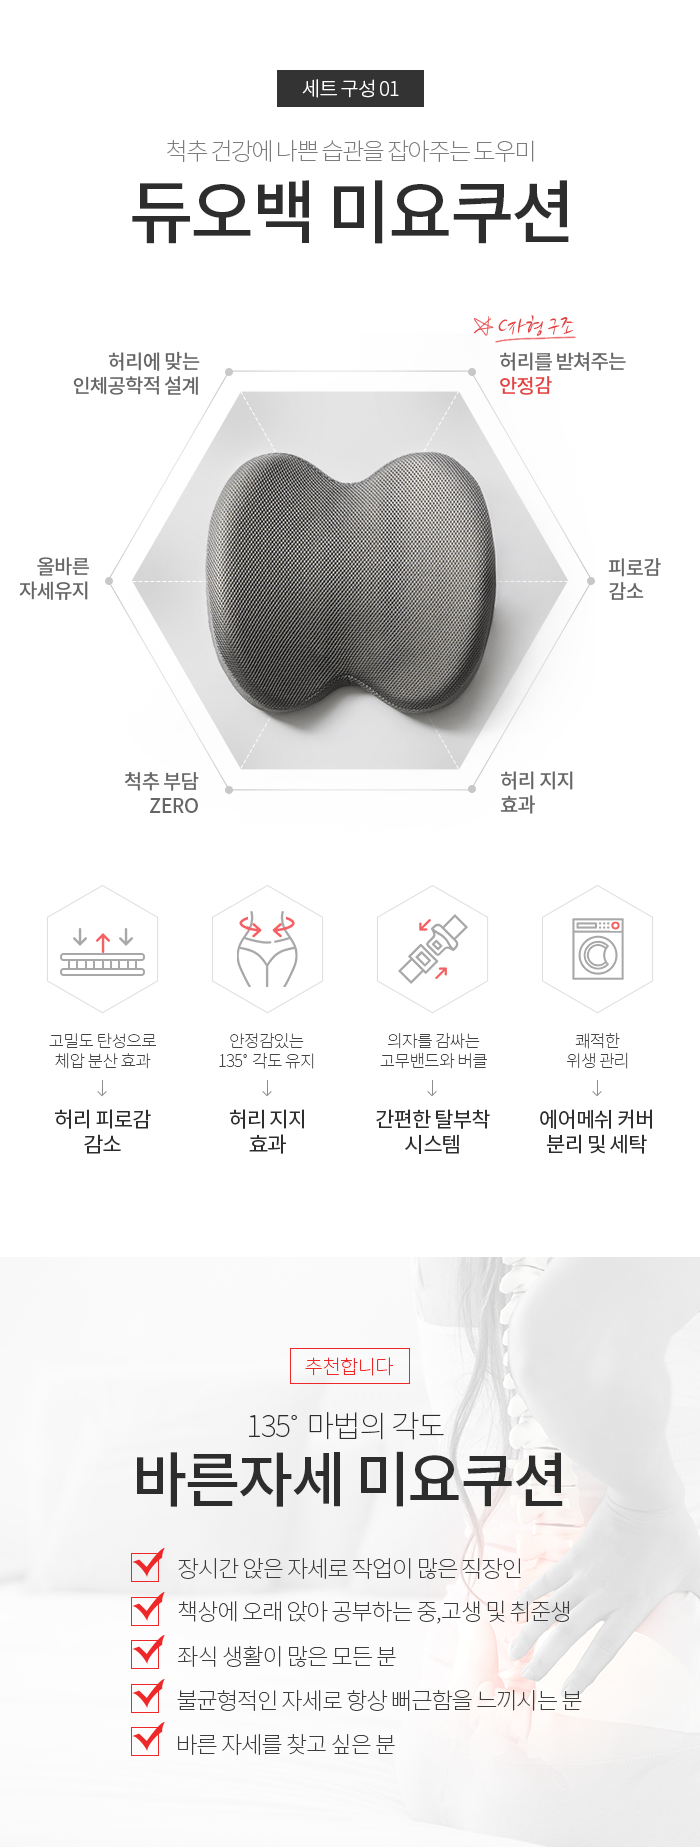 세트 구성 01
척추 건강에 나쁜 습관을 잡아주는 도우미
듀오백 미요쿠션
C자형 구조
허리에 맞는
인체공학적 설계
허리를 받쳐주는
안정감
올바른
자세유지
피로감
감소
척추 부담
ZERO
허리 지지
효과
고밀도 탄성으로
체압 분산 효과
↓
허리 피로감
감소
안정감있는
135° 각도 유지
↓
허리 지지
효과
의자를 감싸는
고무밴드와 버클
↓
간편한 탈부착
시스템
쾌적한
위생 관리
↓
에어메쉬 커버
분리 및 세탁
추천합니다
135° 마법의 각도
바른자세 미요쿠션
장시간 앉은 자세로 작업이 많은 직장인
책상에 오래 앉아 공부하는 중,고생 및 취준생
좌식 생활이 많은 모든 분
불균형적인 자세로 항상 뻐근함을 느끼시는 분
바른 자세를 찾고 싶은 분